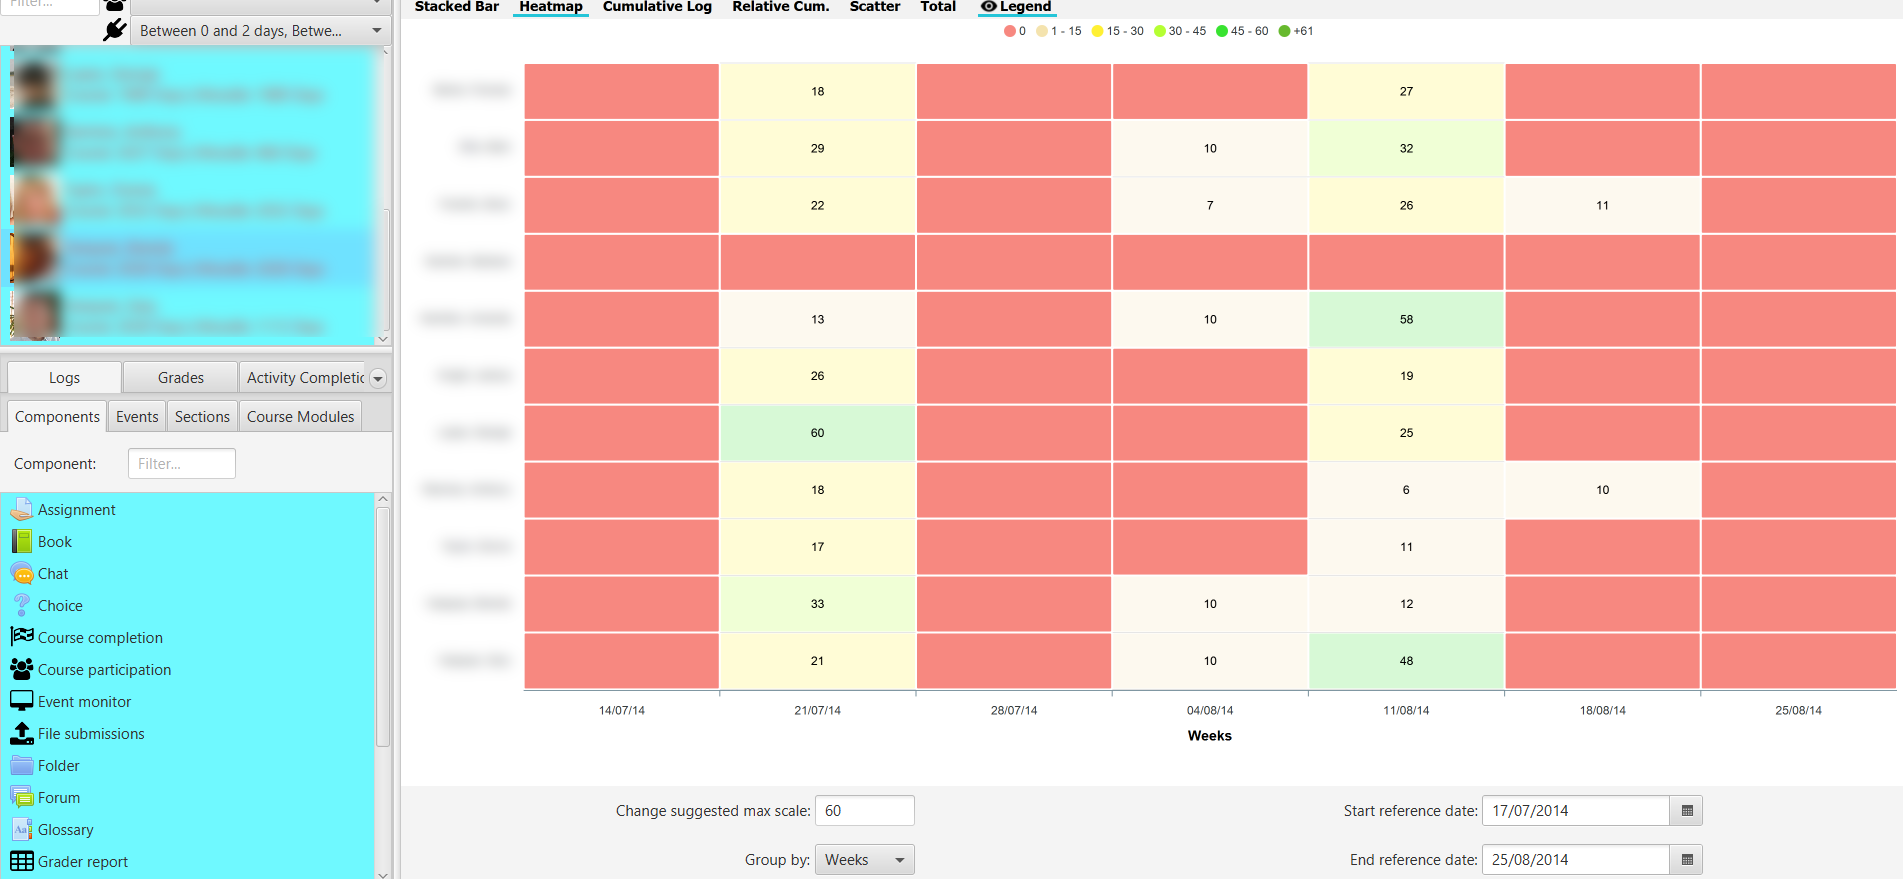 Filter...
Between 0 and 2 days, Betwe...
Logs Grades Activity Completic
Components Events Sections Course Modules
Component: Filter...
Assignment
Book
Chat
Choice
Course completion
Course participation
Event monitor
File submissions
Folder
Forum
Glossary
Grader report
Stacked Bar Heatmap Cumulative Log Relative Cum. Scatter Total Legend
0 1 - 15 15 - 30 30 - 45 45 - 60 +61
18 27
29 10 32
22 7 26 11
13 10 58
26 19
60 25
18 6 10
17 11
33 10 12
21 10 48
14/07/14 21/07/14 28/07/14 04/08/14 11/08/14 18/08/14 25/08/14
Weeks
Change suggested max scale: 60 Start reference date: 17/07/2014
Group by: Weeks End reference date: 25/08/2014